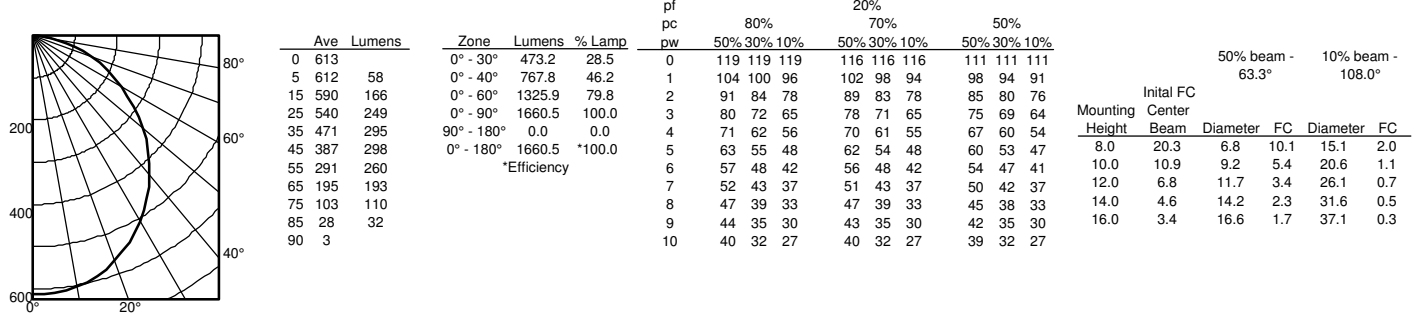 80°
60°
40°
200
400
600
0°
20°
Ave Lumens
0 613
5 612 58
15 590 166
25 540 249
35 471 295
45 387 298
55 291 260
65 195 193
75 103 110
85 28 32
90 3
Zone Lumens % Lamp
0° - 30° 473.2 28.5
0° - 40° 767.8 46.2
0° - 60° 1325.9 79.8
0° - 90° 1660.5 100.0
90° - 180° 0.0 0.0
0° - 180° 1660.5 *100.0
*Efficiency
pf 20%
pc 80% 70% 50%
pw 50% 30% 10% 50% 30% 10% 50% 30% 10%
0 119 119 119 116 116 116 111 111 111
1 104 100 96 102 98 94 98 94 91
2 91 84 78 89 83 78 85 80 76
3 80 72 65 78 71 65 75 69 64
4 71 62 56 70 61 55 67 60 54
5 63 55 48 62 54 48 60 53 47
6 57 48 42 56 48 42 54 47 41
7 52 43 37 51 43 37 50 42 37
8 47 39 33 47 39 33 45 38 33
9 44 35 30 43 35 30 42 35 30
10 40 32 27 40 32 27 39 32 27
50% beam - 10% beam -
63.3° 108.0°
Inital FC
Mounting Center
Height Beam Diameter FC Diameter FC
8.0 20.3 6.8 10.1 15.1 2.0
10.0 10.9 9.2 5.4 20.6 1.1
12.0 6.8 11.7 3.4 26.1 0.7
14.0 4.6 14.2 2.3 31.6 0.5
16.0 3.4 16.6 1.7 37.1 0.3